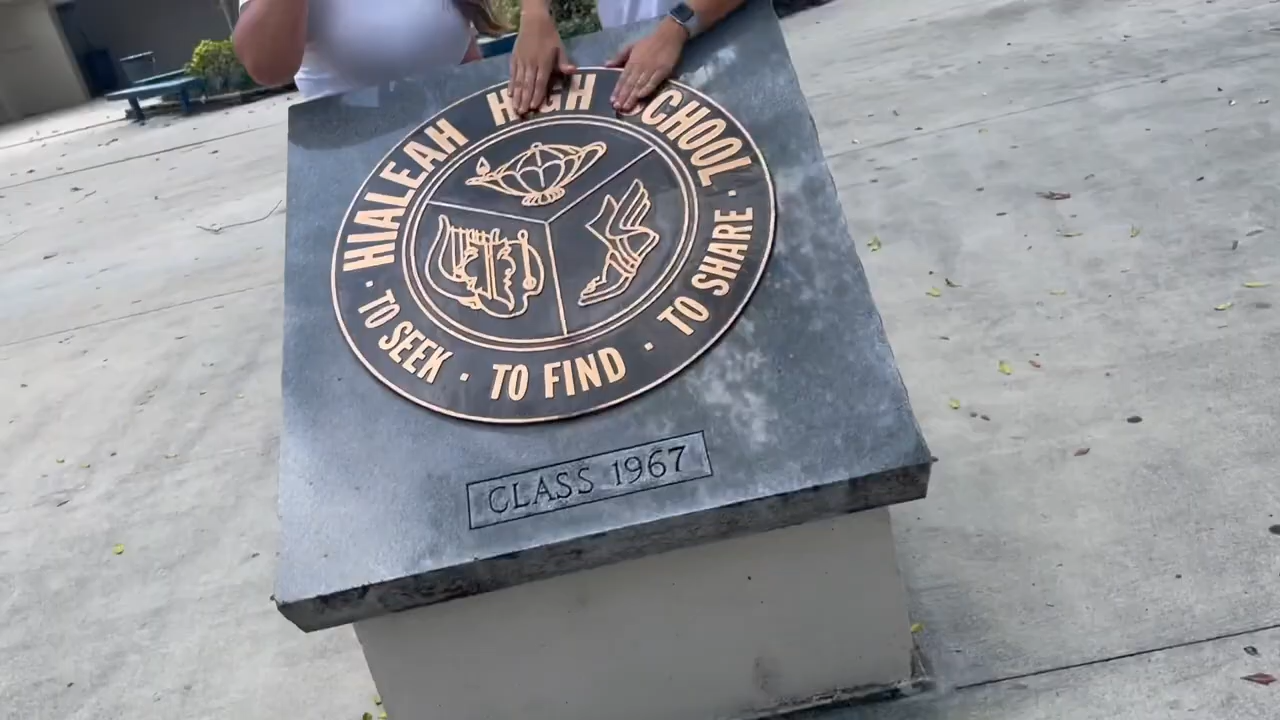 HIALEAH HIGH SCHOOL
· TO SEEK · TO FIND · TO SHARE ·
CLASS 1967